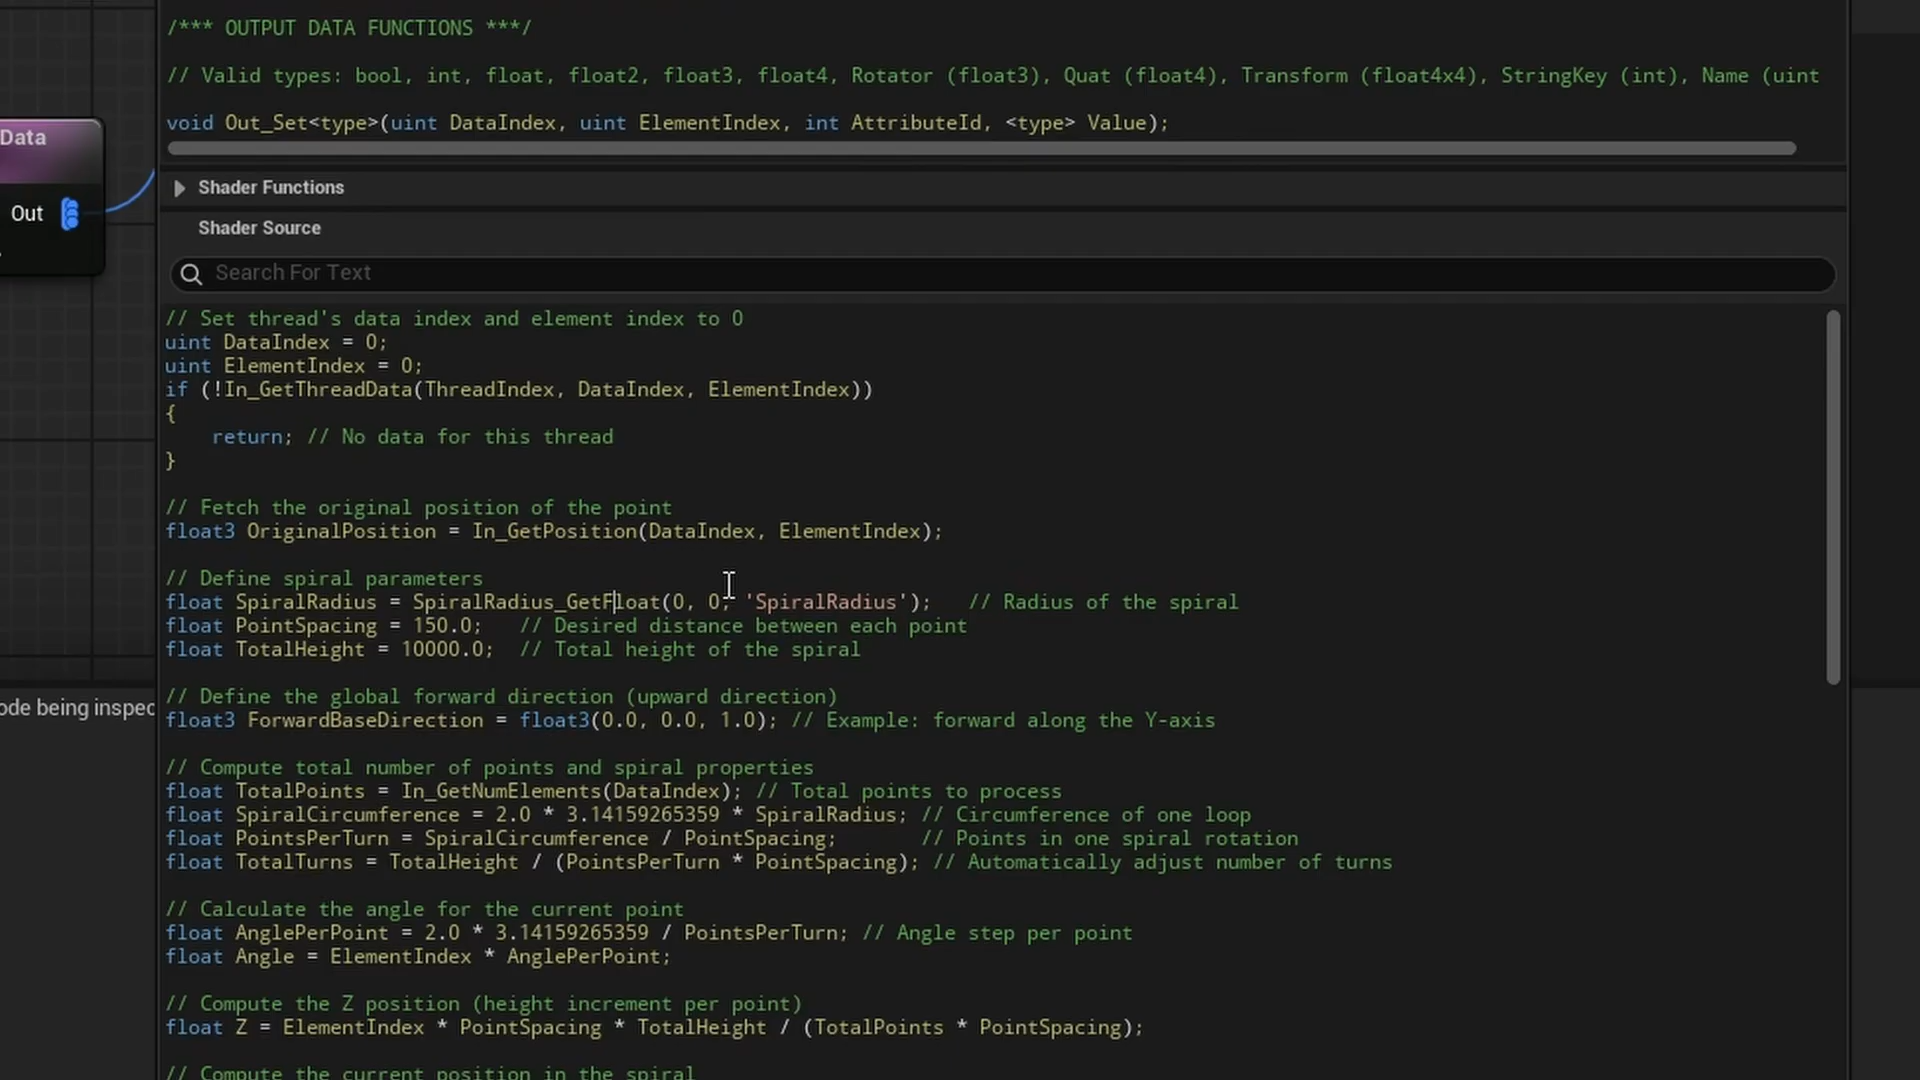 /*** OUTPUT DATA FUNCTIONS ***/
// Valid types: bool, int, float, float2, float3, float4, Rotator (float3), Quat (float4), Transform (float4x4), StringKey (int), Name (uint
void Out_Set<type>(uint DataIndex, uint ElementIndex, int AttributeId, <type> Value);
Data
Out
Shader Functions
Shader Source
Search For Text
// Set thread's data index and element index to 0
uint DataIndex = 0;
uint ElementIndex = 0;
if (!In_GetThreadData(ThreadIndex, DataIndex, ElementIndex))
{
    return; // No data for this thread
}
// Fetch the original position of the point
float3 OriginalPosition = In_GetPosition(DataIndex, ElementIndex);
// Define spiral parameters
float SpiralRadius = SpiralRadius_GetFloat(0, 0, 'SpiralRadius');   // Radius of the spiral
float PointSpacing = 150.0;   // Desired distance between each point
float TotalHeight = 10000.0;  // Total height of the spiral
// Define the global forward direction (upward direction)
float3 ForwardBaseDirection = float3(0.0, 0.0, 1.0); // Example: forward along the Y-axis
ode being inspec
// Compute total number of points and spiral properties
float TotalPoints = In_GetNumElements(DataIndex); // Total points to process
float SpiralCircumference = 2.0 * 3.14159265359 * SpiralRadius; // Circumference of one loop
float PointsPerTurn = SpiralCircumference / PointSpacing;       // Points in one spiral rotation
float TotalTurns = TotalHeight / (PointsPerTurn * PointSpacing); // Automatically adjust number of turns
// Calculate the angle for the current point
float AnglePerPoint = 2.0 * 3.14159265359 / PointsPerTurn; // Angle step per point
float Angle = ElementIndex * AnglePerPoint;
// Compute the Z position (height increment per point)
float Z = ElementIndex * PointSpacing * TotalHeight / (TotalPoints * PointSpacing);
// Compute the current position in the spiral